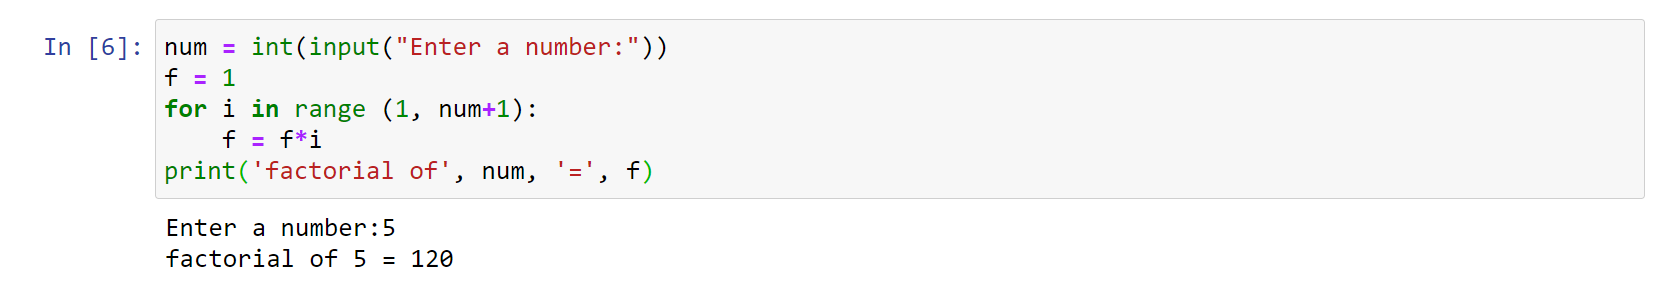 In [6]: num = int(input("Enter a number:"))
f = 1
for i in range (1, num+1):
    f = f*i
print('factorial of', num, '=', f)
Enter a number:5
factorial of 5 = 120